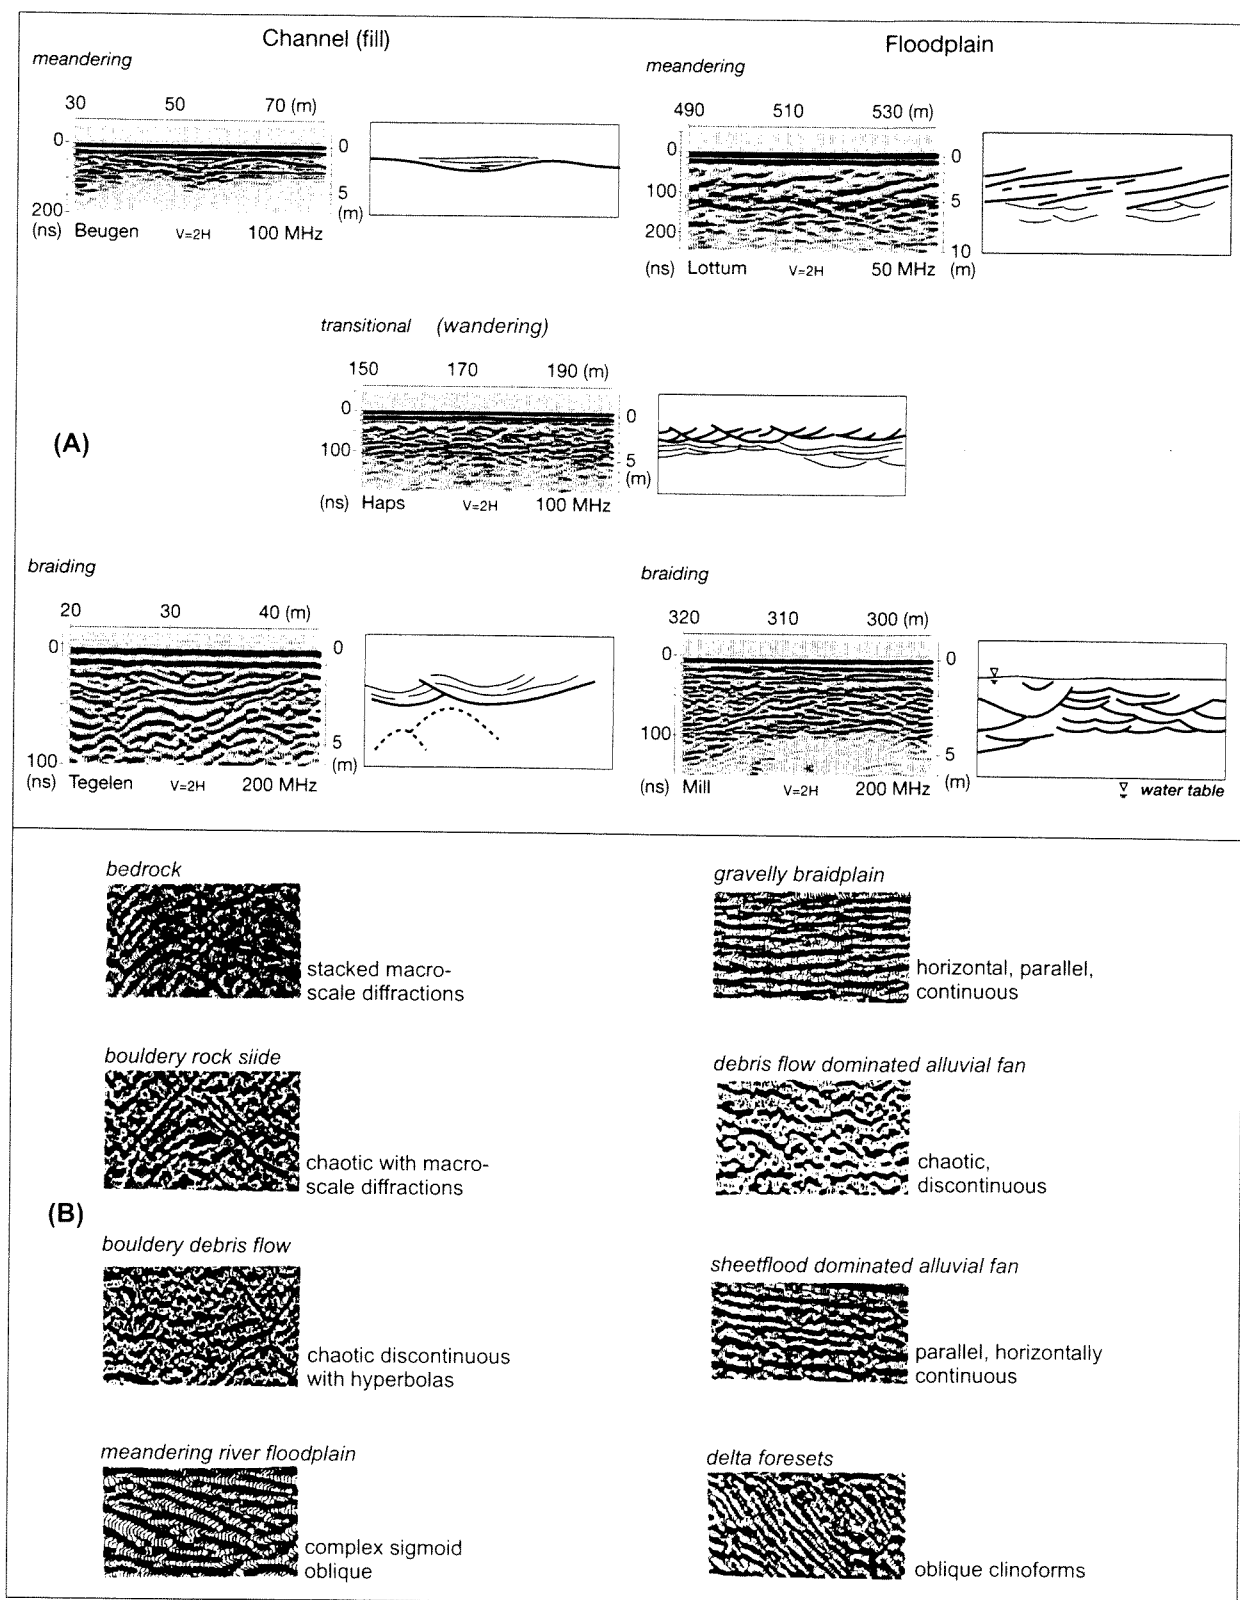 Channel (fill)
Floodplain
meandering
30 50 70 (m)
0
100
200
(ns)
0
5
(m)
Beugen V=2H 100 MHz
meandering
490 510 530 (m)
0
100
200
(ns)
0
5
10
(m)
Lottum V=2H 50 MHz
transitional (wandering)
150 170 190 (m)
0
100
(ns)
0
5
(m)
Haps V=2H 100 MHz
(A)
braiding
20 30 40 (m)
0
100
(ns)
0
5
(m)
Tegelen V=2H 200 MHz
braiding
320 310 300 (m)
0
100
(ns)
0
5
(m)
Mill V=2H 200 MHz
water table
bedrock
stacked macro-
scale diffractions
gravelly braidplain
horizontal, parallel,
continuous
bouldery rock slide
chaotic with macro-
scale diffractions
debris flow dominated alluvial fan
chaotic,
discontinuous
(B)
bouldery debris flow
chaotic discontinuous
with hyperbolas
sheetflood dominated alluvial fan
parallel, horizontally
continuous
meandering river floodplain
complex sigmoid
oblique
delta foresets
oblique clinoforms